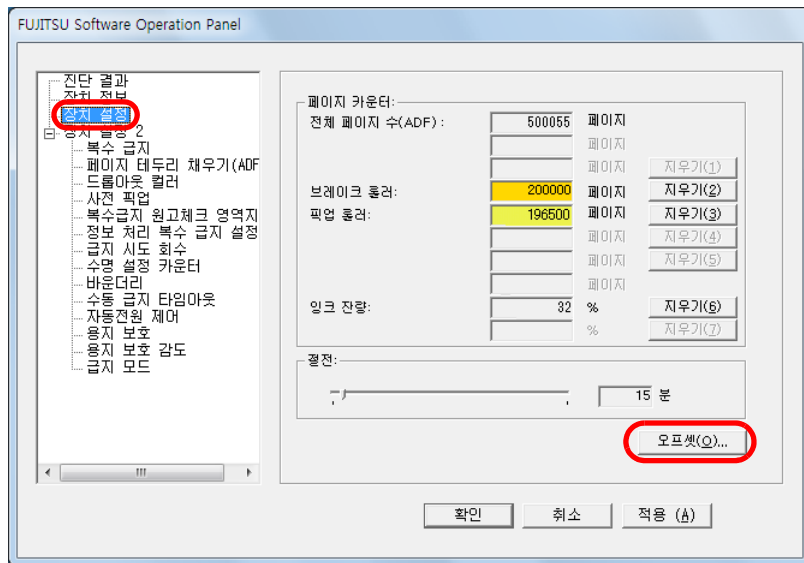 FUJITSU Software Operation Panel
진단 결과
장치 정보
장치 설정
장치 설정 2
복수 급지
페이지 테두리 채우기(ADF
드롭아웃 컬러
사전 픽업
복수급지 원고체크 영역지
정보 처리 복수 급지 설정
급지 시도 회수
수명 설정 카운터
바운더리
수동 급지 타임아웃
자동전원 제어
용지 보호
용지 보호 감도
급지 모드
페이지 카운터:
전체 페이지 수(ADF) : 500055 페이지
페이지
페이지 지우기(1)
브레이크 롤러: 200000 페이지 지우기(2)
픽업 롤러: 196500 페이지 지우기(3)
페이지 지우기(4)
페이지 지우기(5)
페이지
잉크 잔량: 32 % 지우기(6)
% 지우기(7)
절전:
15 분
오프셋(O)...
확인 취소 적용 (A)